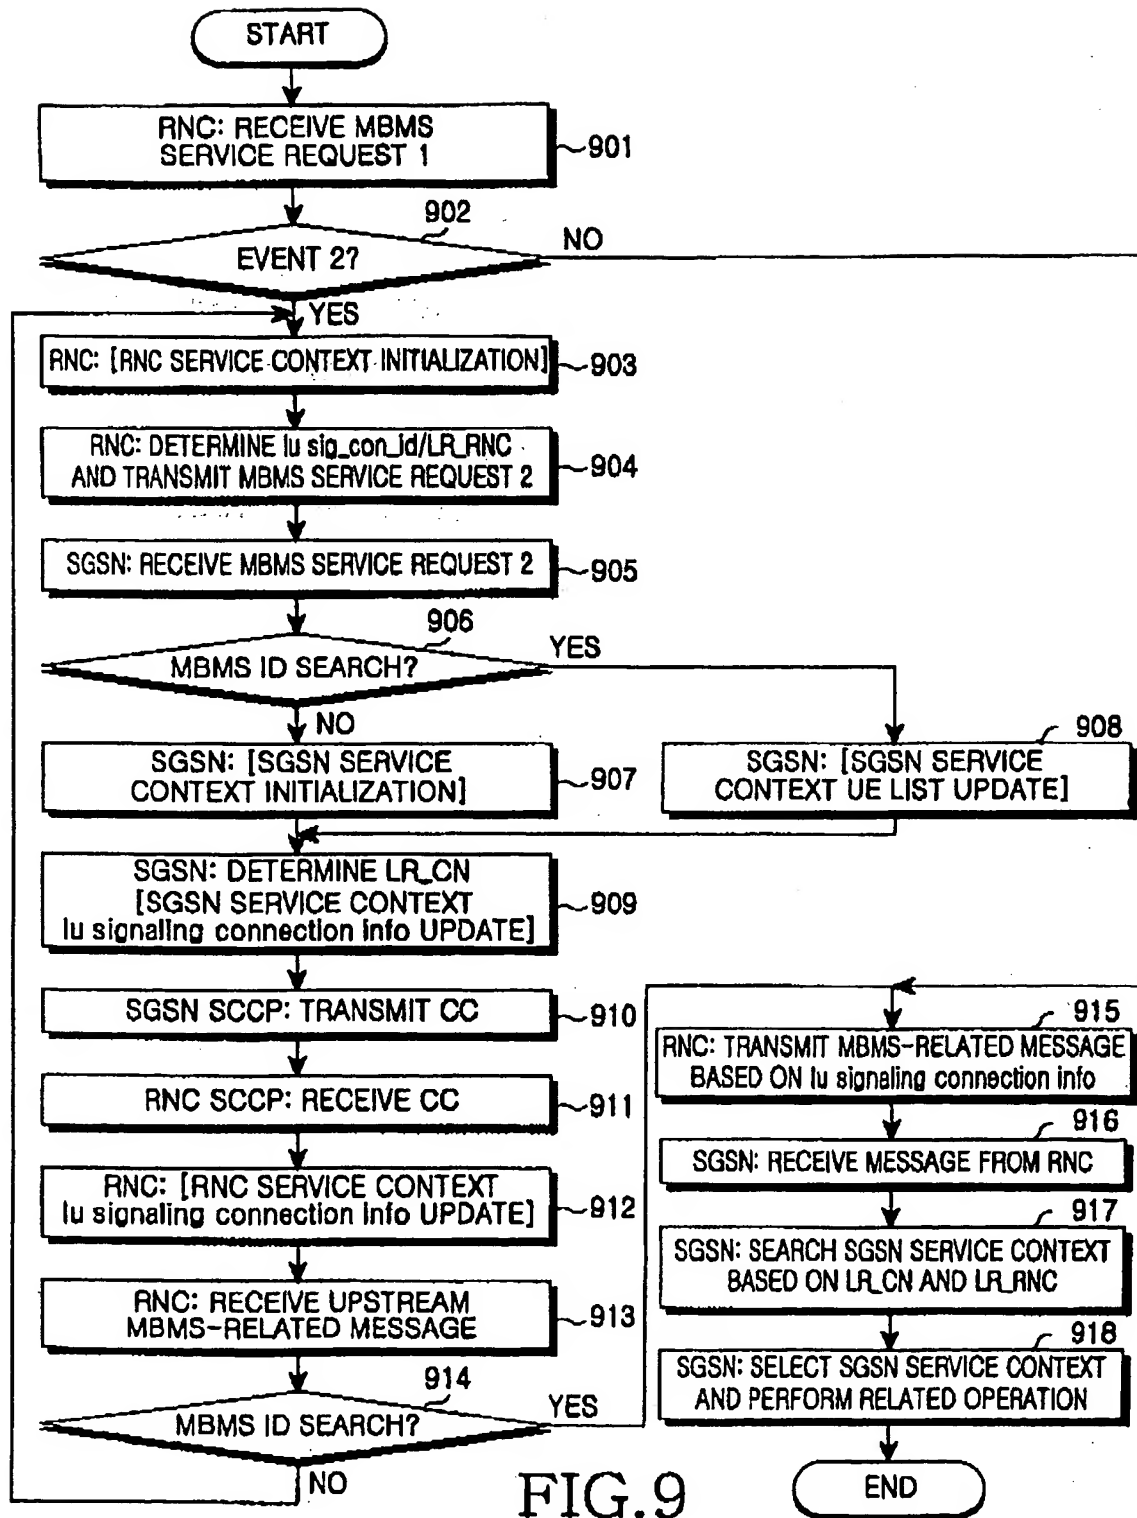 START
RNC: RECEIVE MBMS
SERVICE REQUEST 1
901
902
EVENT 2?
NO
YES
RNC: [RNC SERVICE CONTEXT INITIALIZATION]
903
RNC: DETERMINE Iu sig_con_id/LR_RNC
AND TRANSMIT MBMS SERVICE REQUEST 2
904
SGSN: RECEIVE MBMS SERVICE REQUEST 2
905
906
MBMS ID SEARCH?
YES
NO
SGSN: [SGSN SERVICE
CONTEXT INITIALIZATION]
907
908
SGSN: [SGSN SERVICE
CONTEXT UE LIST UPDATE]
SGSN: DETERMINE LR_CN
[SGSN SERVICE CONTEXT
Iu signaling connection info UPDATE]
909
SGSN SCCP: TRANSMIT CC
910
RNC SCCP: RECEIVE CC
911
RNC: [RNC SERVICE CONTEXT
Iu signaling connection info UPDATE]
912
RNC: RECEIVE UPSTREAM
MBMS-RELATED MESSAGE
913
914
MBMS ID SEARCH?
YES
NO
915
RNC: TRANSMIT MBMS-RELATED MESSAGE
BASED ON Iu signaling connection info
916
SGSN: RECEIVE MESSAGE FROM RNC
917
SGSN: SEARCH SGSN SERVICE CONTEXT
BASED ON LR_CN AND LR_RNC
918
SGSN: SELECT SGSN SERVICE CONTEXT
AND PERFORM RELATED OPERATION
END
FIG.9